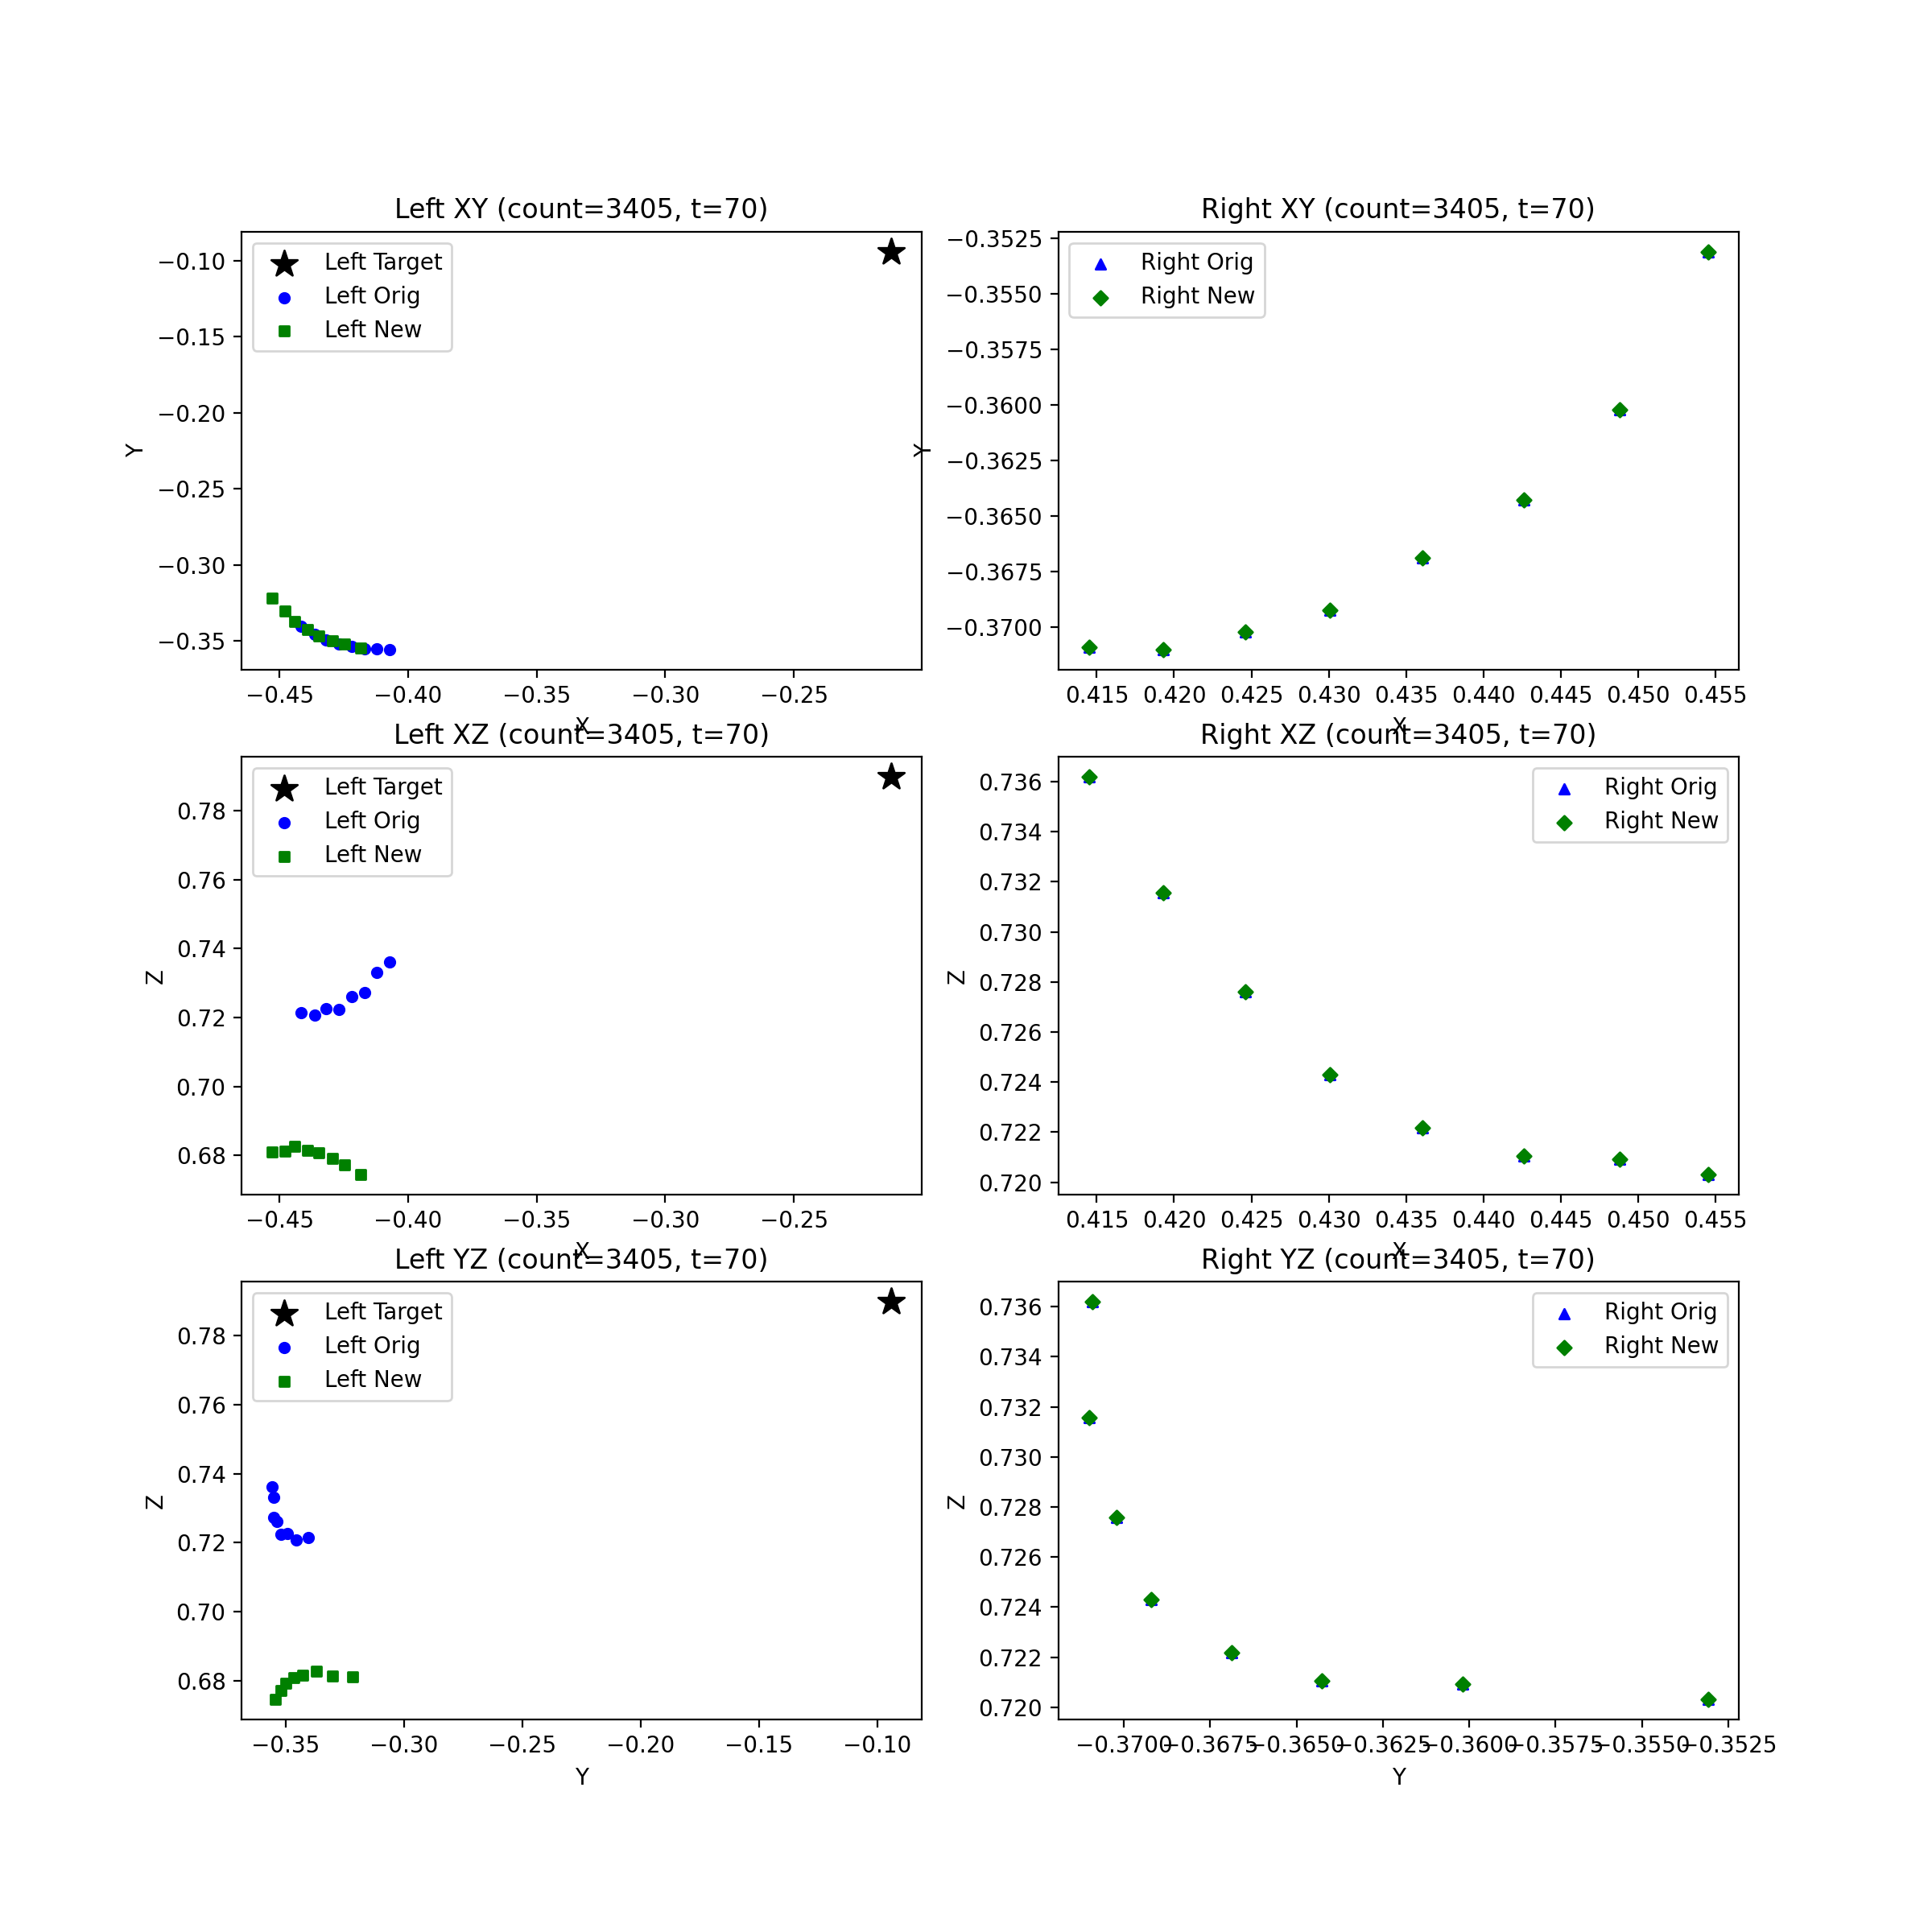 Left XY (count=3405, t=70)
Left Target
Left Orig
Left New
−0.10
−0.15
−0.20
−0.25
−0.30
−0.35
Y
−0.45
−0.40
−0.35
−0.30
−0.25
X
Right XY (count=3405, t=70)
Right Orig
Right New
−0.3525
−0.3550
−0.3575
−0.3600
−0.3625
−0.3650
−0.3675
−0.3700
Y
0.415
0.420
0.425
0.430
0.435
0.440
0.445
0.450
0.455
X
Left XZ (count=3405, t=70)
Left Target
Left Orig
Left New
0.78
0.76
0.74
0.72
0.70
0.68
Z
−0.45
−0.40
−0.35
−0.30
−0.25
X
Right XZ (count=3405, t=70)
Right Orig
Right New
0.736
0.734
0.732
0.730
0.728
0.726
0.724
0.722
0.720
Z
0.415
0.420
0.425
0.430
0.435
0.440
0.445
0.450
0.455
X
Left YZ (count=3405, t=70)
Left Target
Left Orig
Left New
0.78
0.76
0.74
0.72
0.70
0.68
Z
−0.35
−0.30
−0.25
−0.20
−0.15
−0.10
Y
Right YZ (count=3405, t=70)
Right Orig
Right New
0.736
0.734
0.732
0.730
0.728
0.726
0.724
0.722
0.720
Z
−0.3700
−0.3675
−0.3650
−0.3625
−0.3600
−0.3575
−0.3550
−0.3525
Y